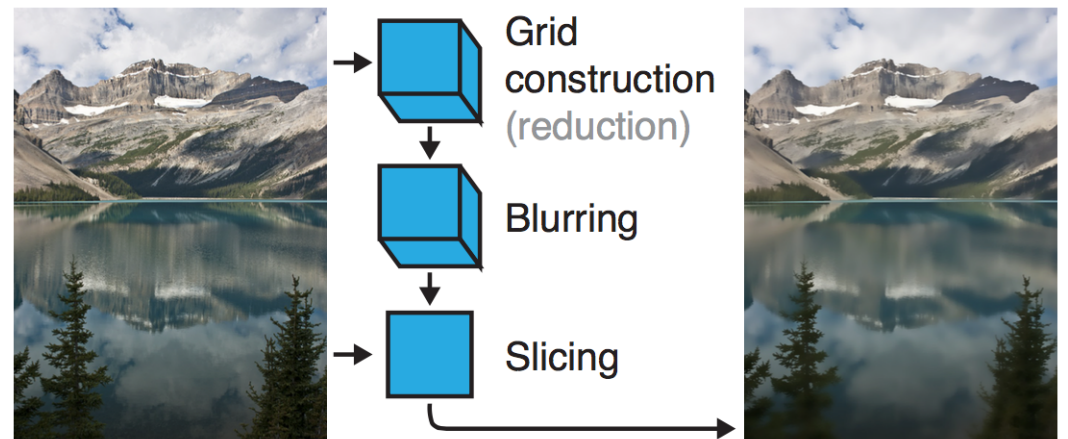 Grid
construction
(reduction)
Blurring
Slicing